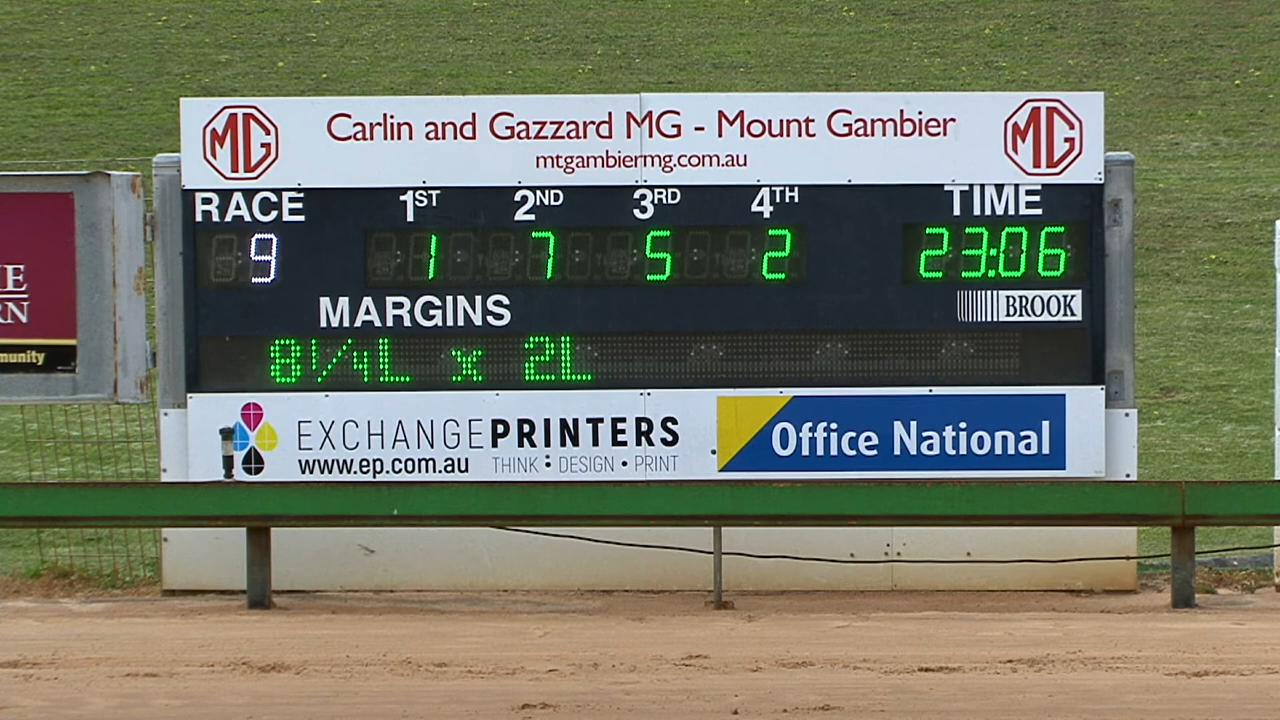 MG Carlin and Gazzard MG - Mount Gambier MG
mtgambiermg.com.au
RACE 1ST 2ND 3RD 4TH TIME
9 1 7 5 2 23:06
MARGINS
BROOK
8 1/4L x 2L
EXCHANGEPRINTERS
www.ep.com.au THINK : DESIGN • PRINT
Office National
munity